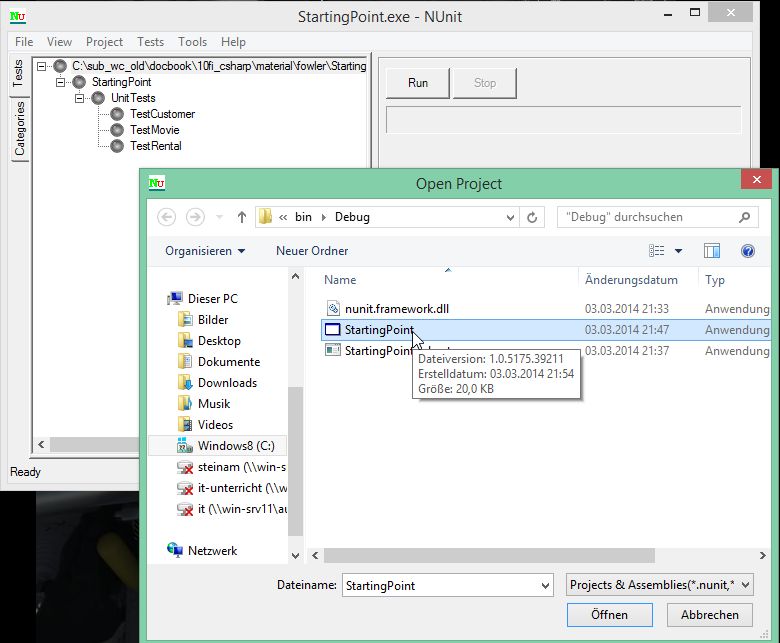 NU StartingPoint.exe - NUnit
File View Project Tests Tools Help
Tests
Categories
C:\sub_wc_old\docbook\10fi_csharp\material\fowler\Starting
StartingPoint
UnitTests
TestCustomer
TestMovie
TestRental
Run Stop
Ready
NU Open Project
« bin Debug "Debug" durchsuchen
Organisieren Neuer Ordner
Name Änderungsdatum Typ
Dieser PC
Bilder
Desktop
Dokumente
Downloads
Musik
Videos
Windows8 (C:)
steinam (\\win-s
it-unterricht (\\w
it (\\win-srv11\au
Netzwerk
nunit.framework.dll 03.03.2014 21:33 Anwendung
StartingPoint 03.03.2014 21:47 Anwendung
StartingPoint 03.03.2014 21:37 Anwendung
Dateiversion: 1.0.5175.39211
Erstelldatum: 03.03.2014 21:54
Größe: 20,0 KB
Dateiname: StartingPoint Projects & Assemblies(*.nunit,*
Öffnen Abbrechen